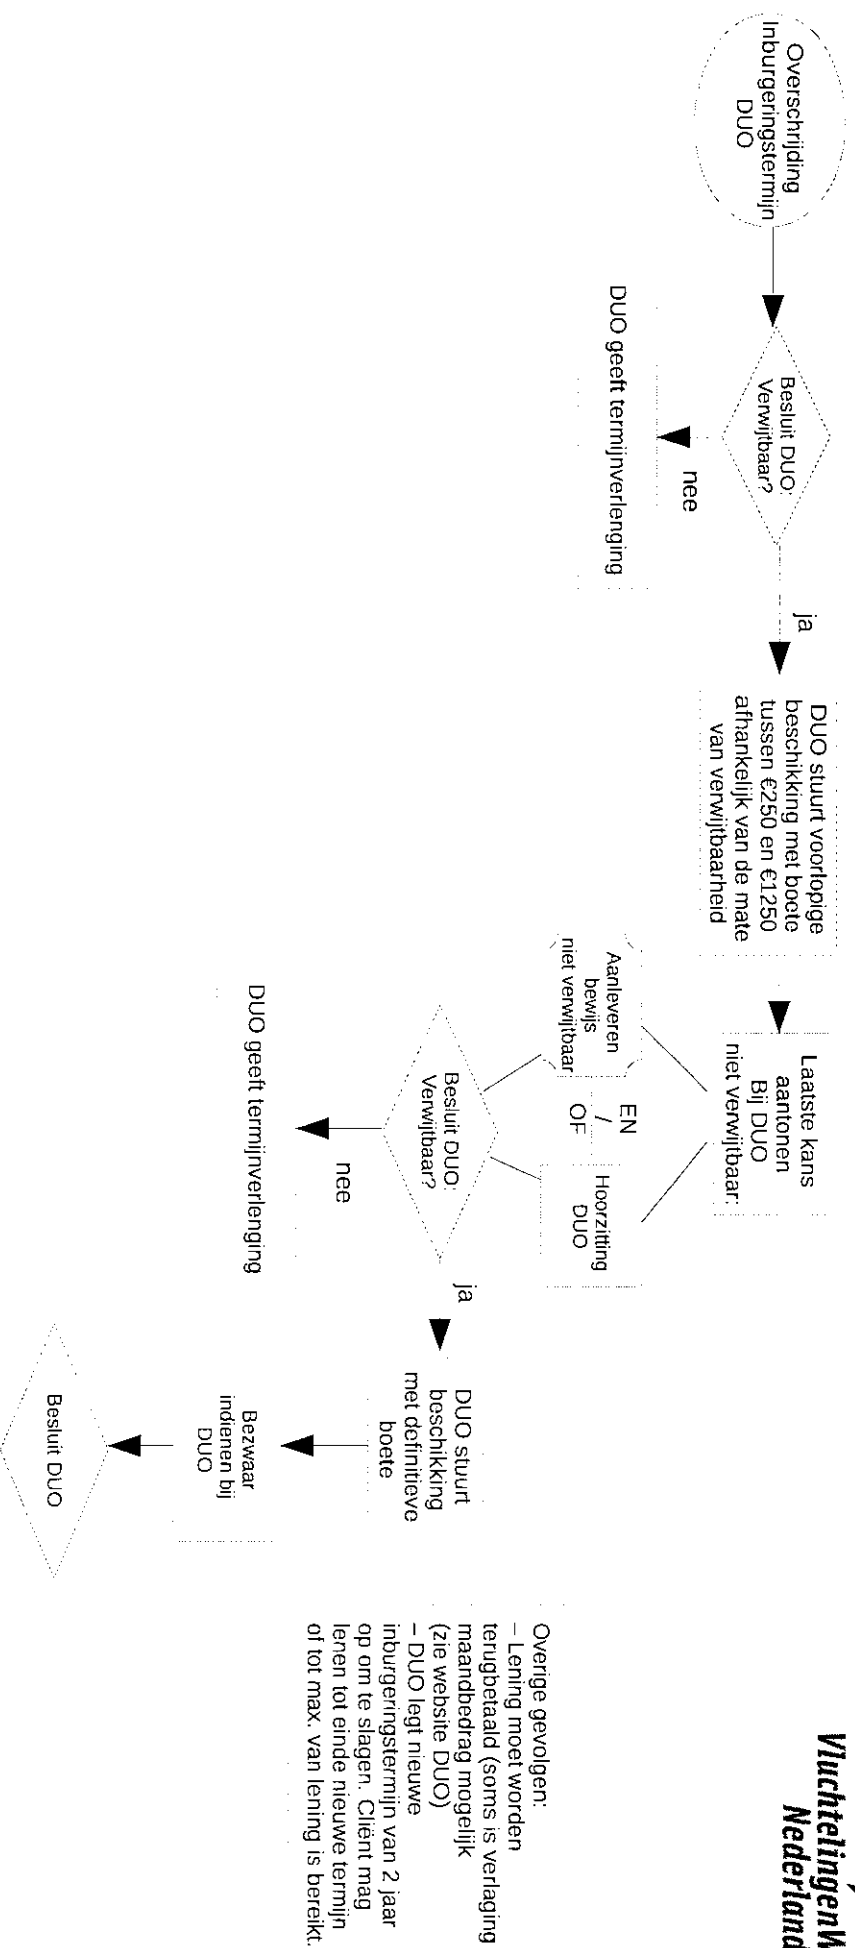 Overschrijding
Inburgeringstermijn
DUO
Besluit DUO:
Verwijtbaar?
nee
DUO geeft termijnverlenging
ja
DUO stuurt voorlopige
beschikking met boete
tussen €250 en €1250
afhankelijk van de mate
van verwijtbaarheid
Laatste kans
aantonen
Bij DUO
niet verwijtbaar:
Aanleveren
bewijs
niet verwijtbaar
EN
/
OF
Hoorzitting
DUO
Besluit DUO:
Verwijtbaar?
nee
DUO geeft termijnverlenging
ja
DUO stuurt
beschikking
met definitieve
boete
Bezwaar
indienen bij
DUO
Besluit DUO
Overige gevolgen:
– Lening moet worden
terugbetaald (soms is verlaging
maandbedrag mogelijk
(zie website DUO)
– DUO legt nieuwe
inburgeringstermijn van 2 jaar
op om te slagen. Cliënt mag
lenen tot einde nieuwe termijn
of tot max. van lening is bereikt.
VluchtelingenW
Nederland